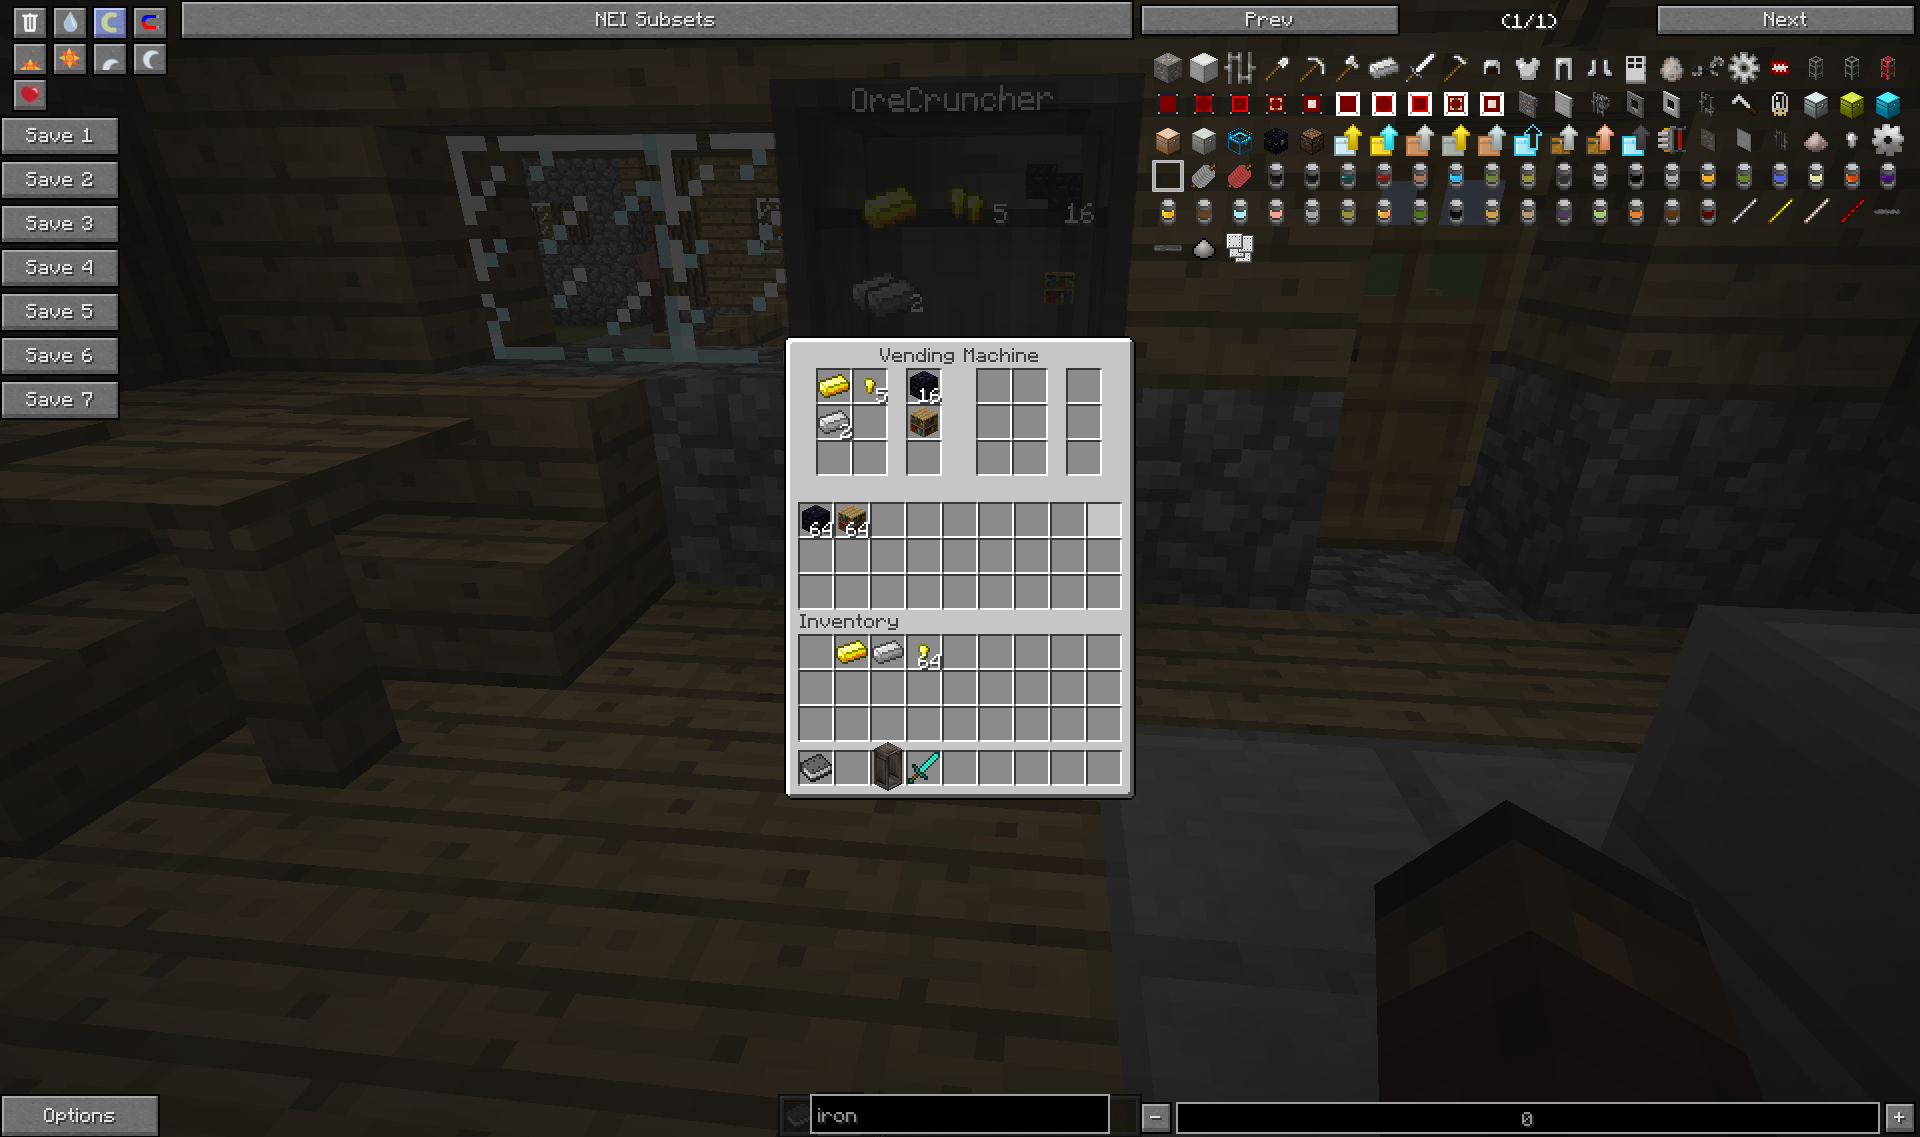 NEI Subsets
Prev
(1/1)
Next
OreCruncher
Save 1
Save 2
Save 3
Save 4
Save 5
Save 6
Save 7
5
16
2
Vending Machine
5
16
2
64
64
Inventory
64
Options
iron
-
0
+